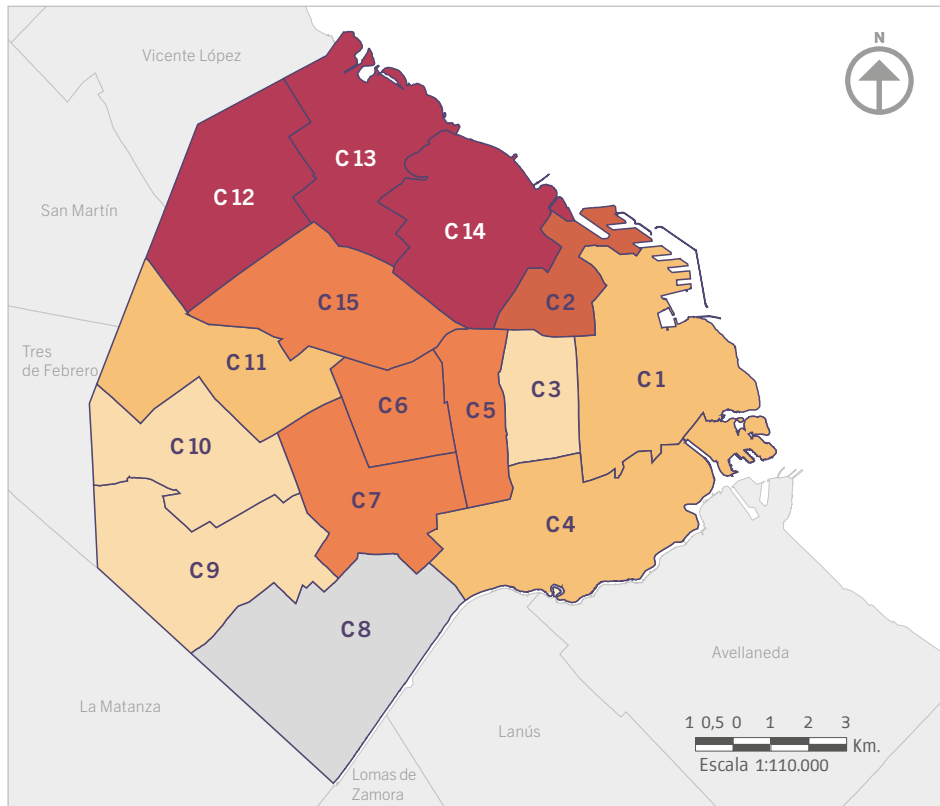 N
Vicente López
C 13
C 12
San Martín
C 14
C 15
C 2
Tres
de Febrero
C 11
C 6
C 5
C 3
C 1
C 10
C 7
C 4
C 9
C 8
Avellaneda
La Matanza
Lanús
1 0,5 0 1 2 3
Km.
Escala 1:110.000
Lomas de
Zamora